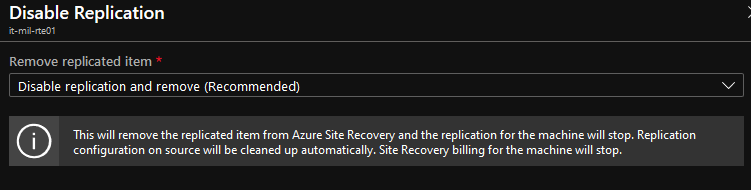 Disable Replication
it-mil-rte01
Remove replicated item *
Disable replication and remove (Recommended)
This will remove the replicated item from Azure Site Recovery and the replication for the machine will stop. Replication
configuration on source will be cleaned up automatically. Site Recovery billing for the machine will stop.